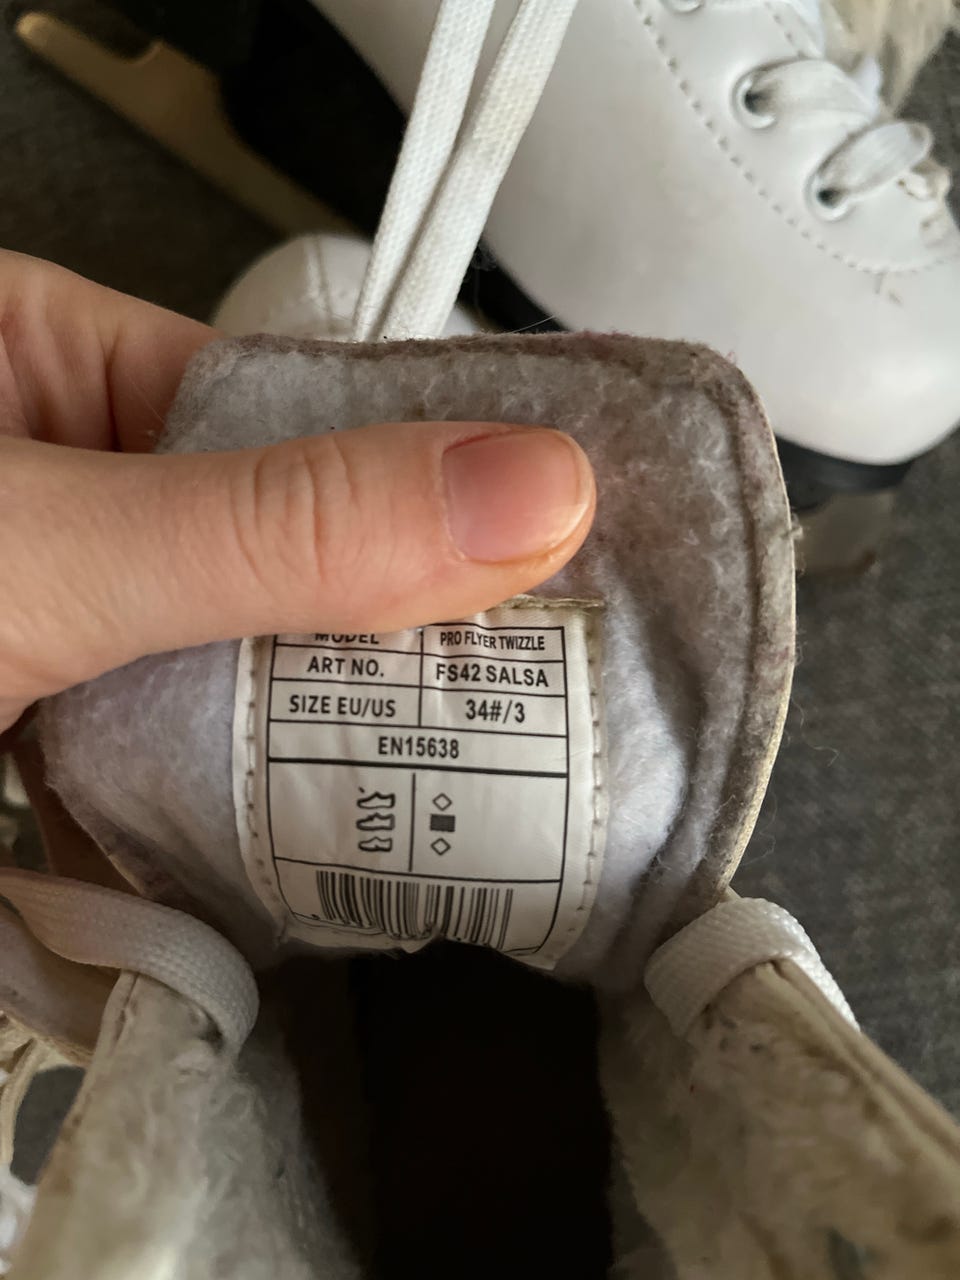 MODEL PRO FLYER TWIZZLE
ART NO. FS42 SALSA
SIZE EU/US 34#/3
EN15638